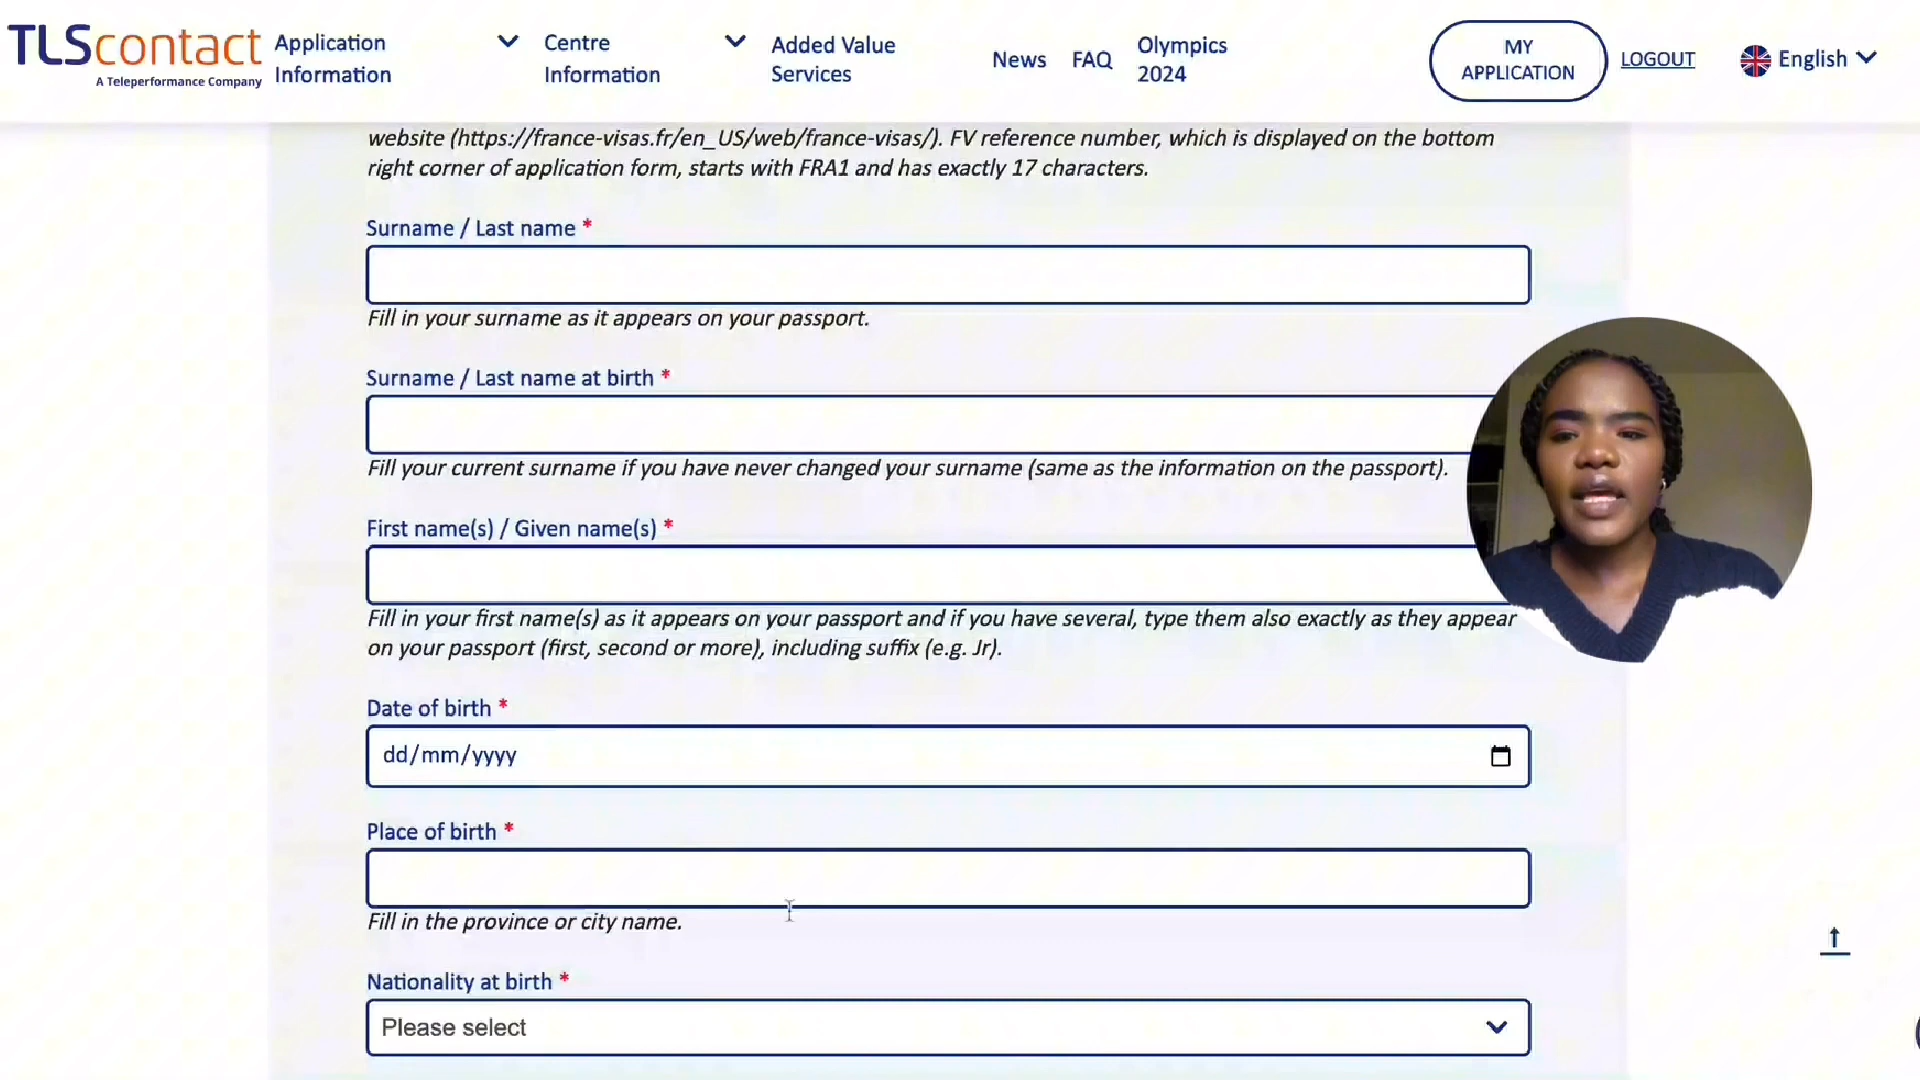 TLScontact
A Teleperformance Company
Application
Information
Centre
Information
Added Value
Services
News
FAQ
Olympics
2024
MY
APPLICATION
LOGOUT
English
website (https://france-visas.fr/en_US/web/france-visas/). FV reference number, which is displayed on the bottom
right corner of application form, starts with FRA1 and has exactly 17 characters.
Surname / Last name *
Fill in your surname as it appears on your passport.
Surname / Last name at birth *
Fill your current surname if you have never changed your surname (same as the information on the passport).
First name(s) / Given name(s) *
Fill in your first name(s) as it appears on your passport and if you have several, type them also exactly as they appear
on your passport (first, second or more), including suffix (e.g. Jr).
Date of birth *
dd/mm/yyyy
Place of birth *
Fill in the province or city name.
Nationality at birth *
Please select